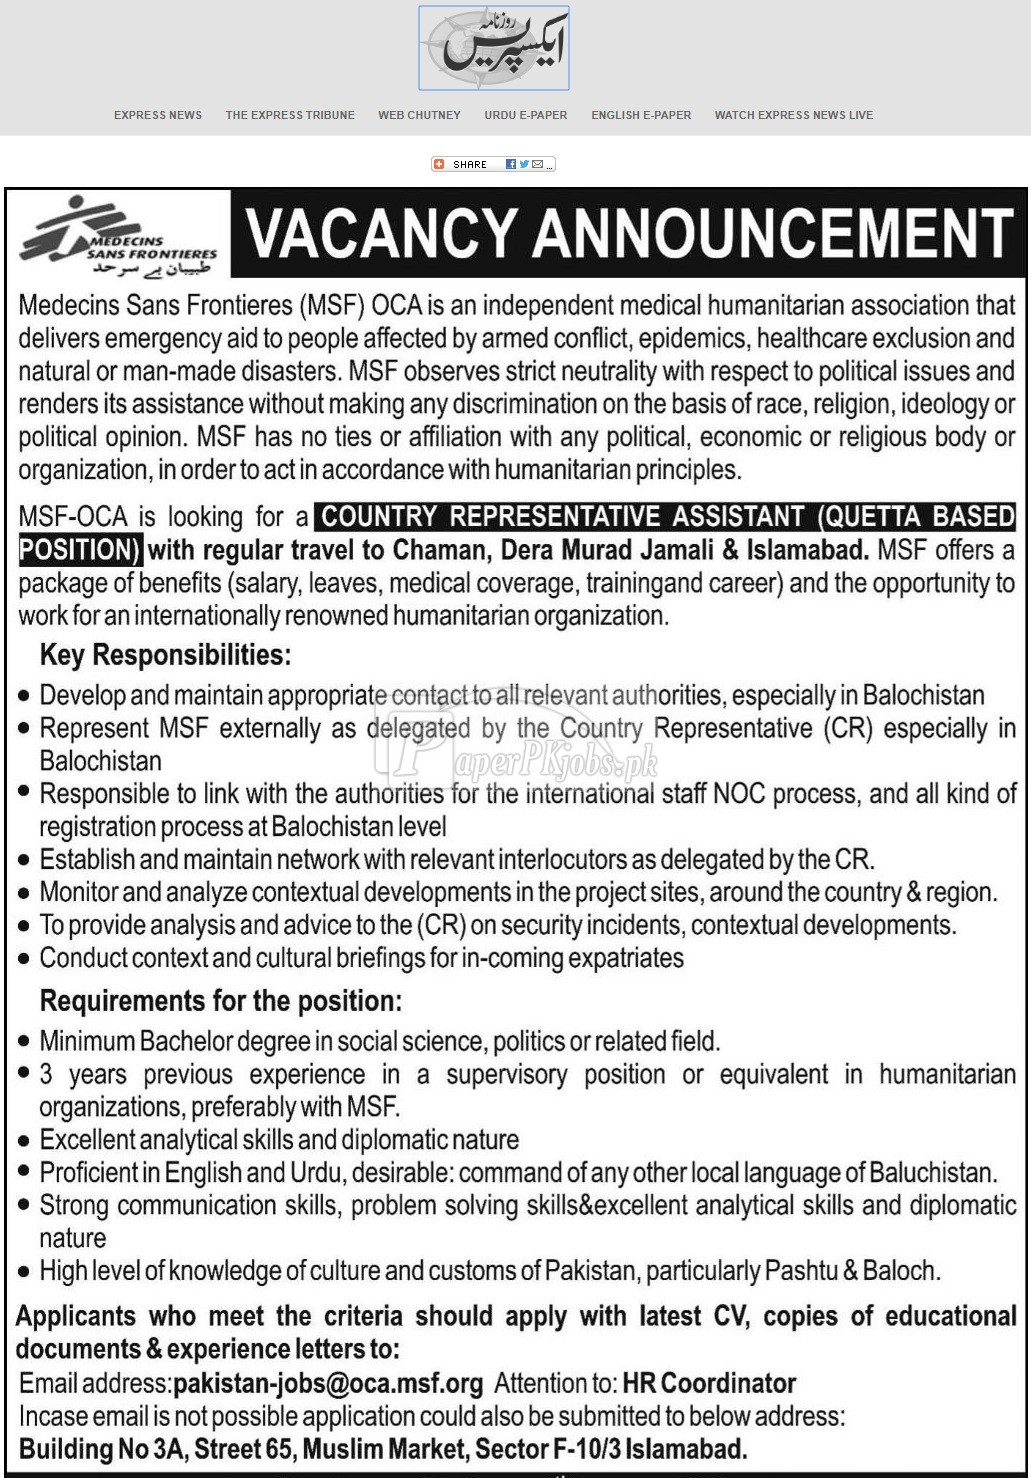 روزنامہ
ایکسپریس
EXPRESS NEWS THE EXPRESS TRIBUNE WEB CHUTNEY URDU E-PAPER ENGLISH E-PAPER WATCH EXPRESS NEWS LIVE
SHARE ...
MEDECINS
SANS FRONTIERES
طبیبان بے سرحد
VACANCY ANNOUNCEMENT
Medecins Sans Frontieres (MSF) OCA is an independent medical humanitarian association that
delivers emergency aid to people affected by armed conflict, epidemics, healthcare exclusion and
natural or man-made disasters. MSF observes strict neutrality with respect to political issues and
renders its assistance without making any discrimination on the basis of race, religion, ideology or
political opinion. MSF has no ties or affiliation with any political, economic or religious body or
organization, in order to act in accordance with humanitarian principles.
MSF-OCA is looking for a COUNTRY REPRESENTATIVE ASSISTANT (QUETTA BASED
POSITION) with regular travel to Chaman, Dera Murad Jamali & Islamabad. MSF offers a
package of benefits (salary, leaves, medical coverage, trainingand career) and the opportunity to
work for an internationally renowned humanitarian organization.
Key Responsibilities:
• Develop and maintain appropriate contact to all relevant authorities, especially in Balochistan
• Represent MSF externally as delegated by the Country Representative (CR) especially in
Balochistan
PaperPKjobs.pk
• Responsible to link with the authorities for the international staff NOC process, and all kind of
registration process at Balochistan level
• Establish and maintain network with relevant interlocutors as delegated by the CR.
• Monitor and analyze contextual developments in the project sites, around the country & region.
• To provide analysis and advice to the (CR) on security incidents, contextual developments.
• Conduct context and cultural briefings for in-coming expatriates
Requirements for the position:
• Minimum Bachelor degree in social science, politics or related field.
• 3 years previous experience in a supervisory position or equivalent in humanitarian
organizations, preferably with MSF.
• Excellent analytical skills and diplomatic nature
• Proficient in English and Urdu, desirable: command of any other local language of Baluchistan.
• Strong communication skills, problem solving skills&excellent analytical skills and diplomatic
nature
• High level of knowledge of culture and customs of Pakistan, particularly Pashtu & Baloch.
Applicants who meet the criteria should apply with latest CV, copies of educational
documents & experience letters to:
Email address:pakistan-jobs@oca.msf.org Attention to: HR Coordinator
Incase email is not possible application could also be submitted to below address:
Building No 3A, Street 65, Muslim Market, Sector F-10/3 Islamabad.